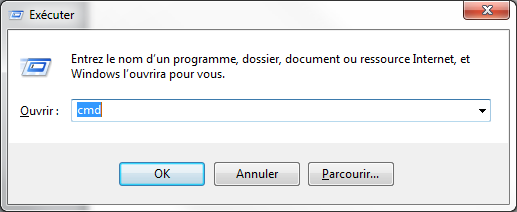 Exécuter
Entrez le nom d'un programme, dossier, document ou ressource Internet, et
Windows l'ouvrira pour vous.
Ouvrir : cmd
OK Annuler Parcourir...